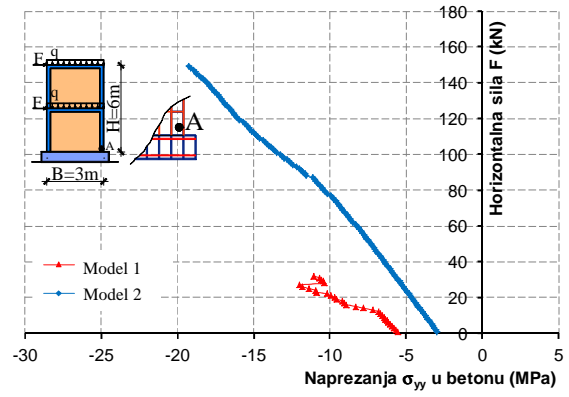 q
F
q
F
H=6m
A
B=3m
A
Model 1
Model 2
180
160
140
120
100
80
60
40
20
0
Horizontalna sila F (kN)
-30 -25 -20 -15 -10 -5 0 5
Naprezanja σyy u betonu (MPa)